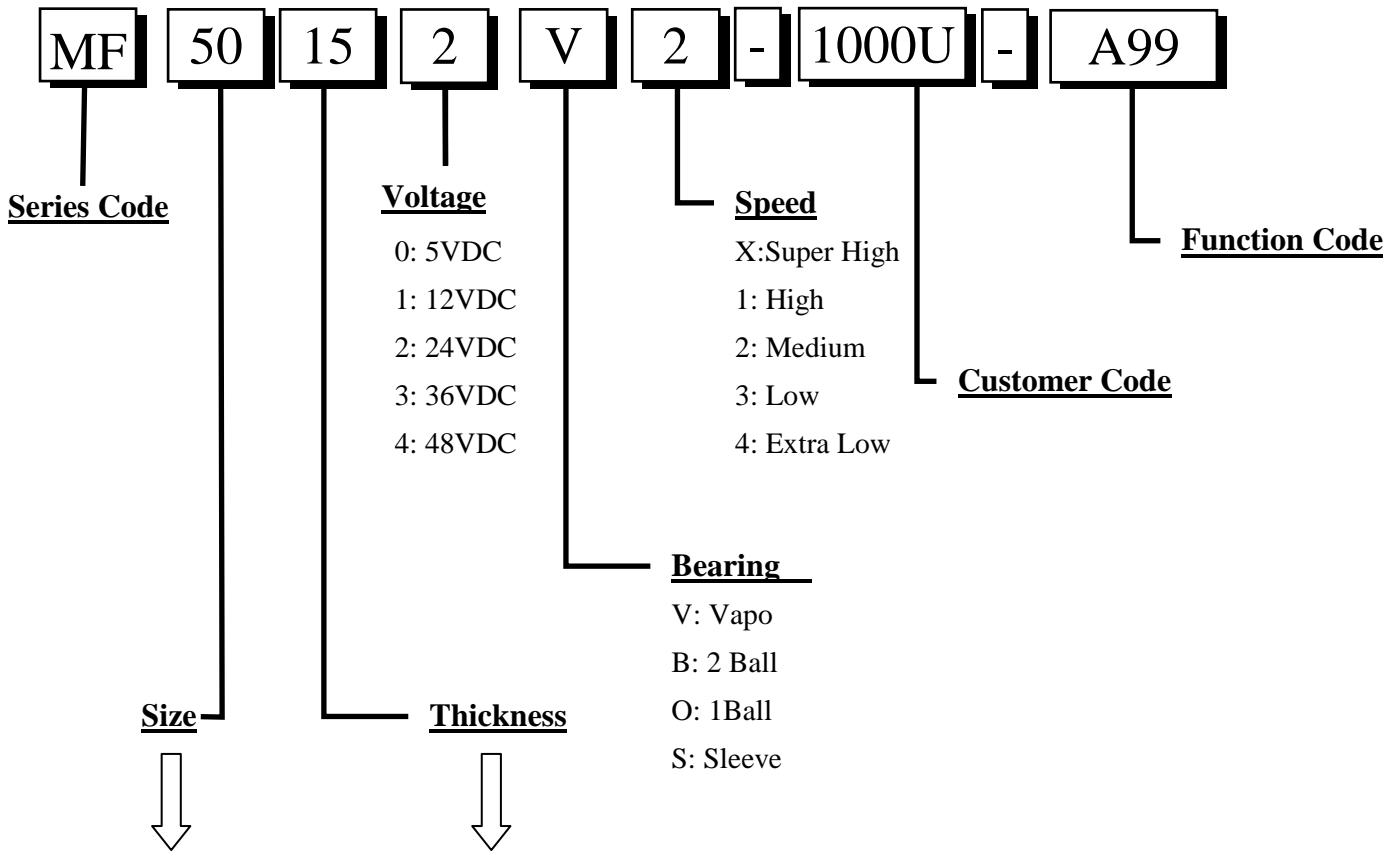 MF 50 15 2 V 2 - 1000U - A99
Series Code
Voltage
0: 5VDC
1: 12VDC
2: 24VDC
3: 36VDC
4: 48VDC
Speed
X:Super High
1: High
2: Medium
3: Low
4: Extra Low
Function Code
Customer Code
Bearing
V: Vapo
B: 2 Ball
O: 1Ball
S: Sleeve
Size
Thickness